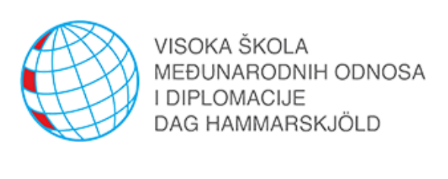 VISOKA ŠKOLA
MEĐUNARODNIH ODNOSA
I DIPLOMACIJE
DAG HAMMARSKJÖLD